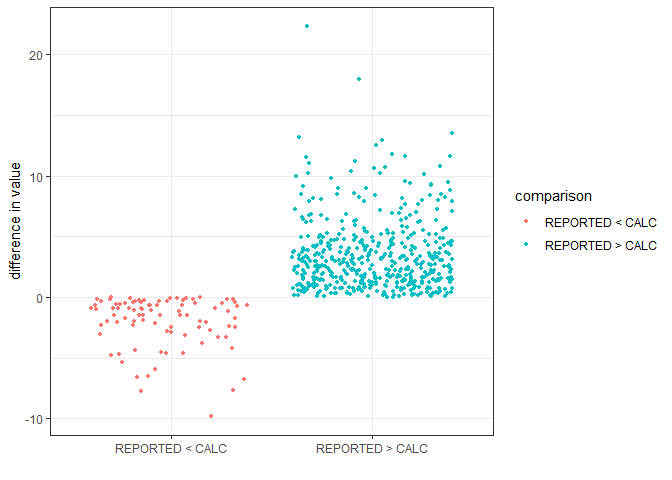 20
10
0
-10
difference in value
REPORTED < CALC
REPORTED > CALC
comparison
REPORTED < CALC
REPORTED > CALC